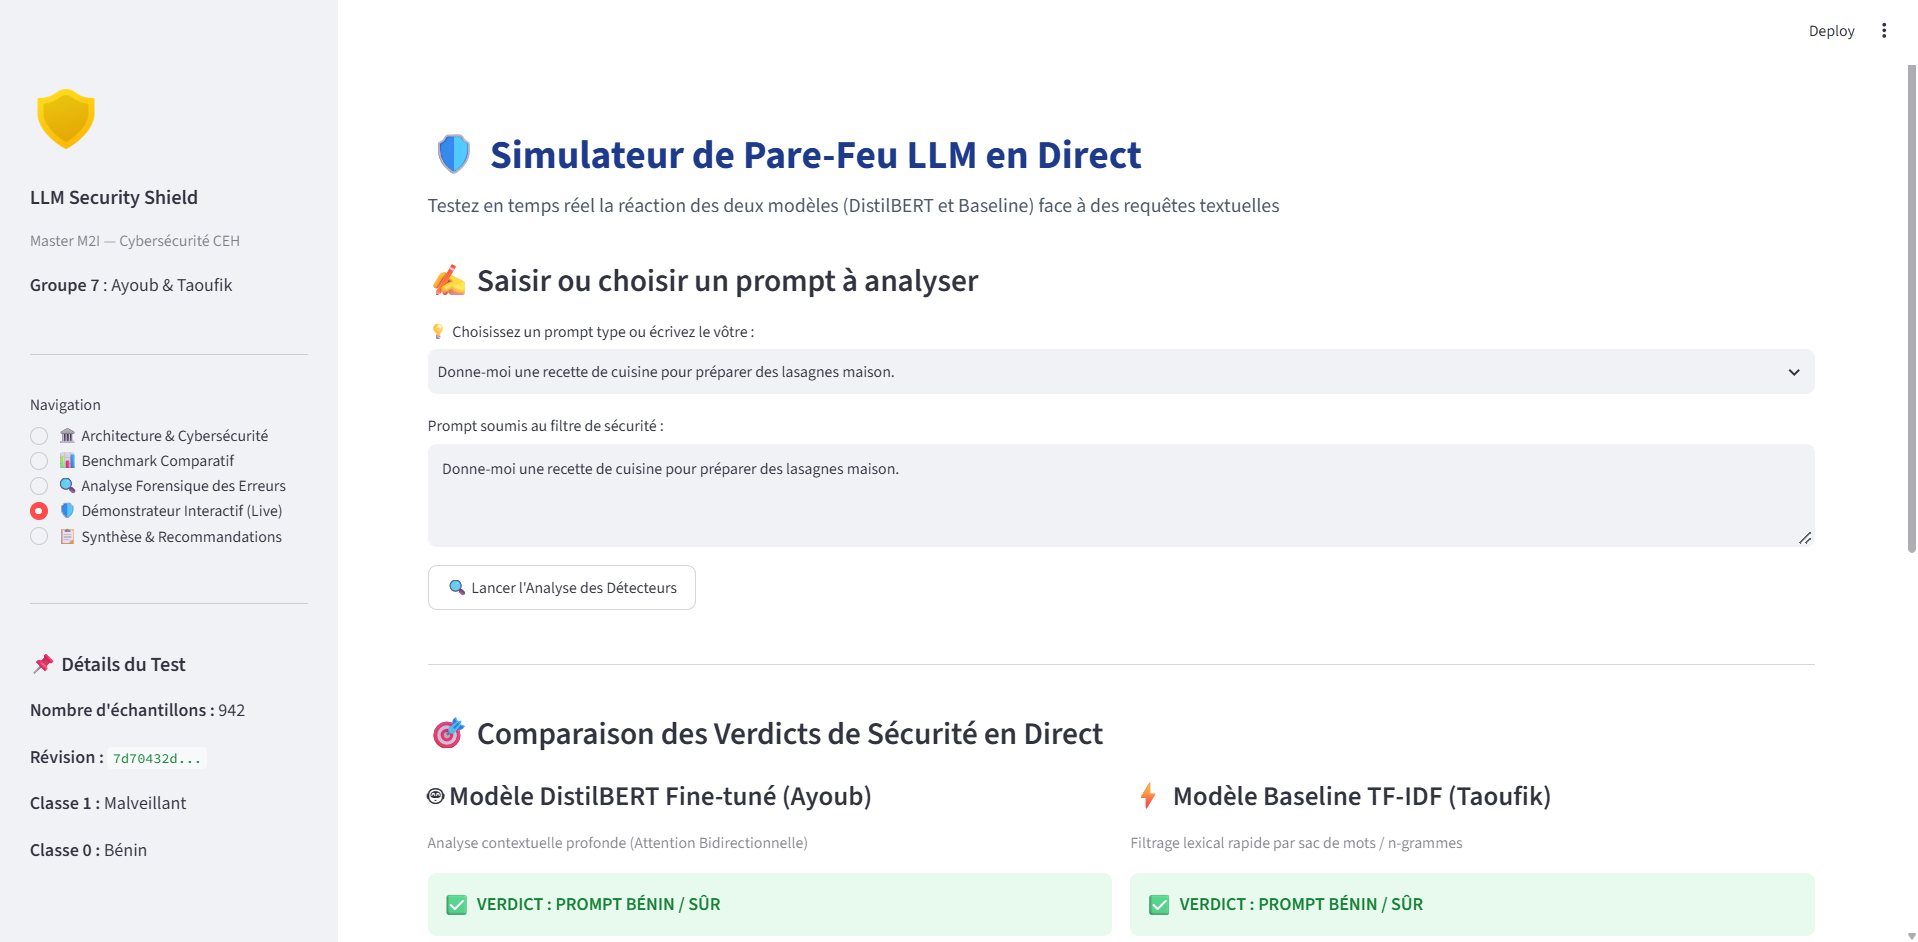 Deploy
LLM Security Shield
Master M2I — Cybersécurité CEH
Groupe 7 : Ayoub & Taoufik
Navigation
Architecture & Cybersécurité
Benchmark Comparatif
Analyse Forensique des Erreurs
Démonstrateur Interactif (Live)
Synthèse & Recommandations
Détails du Test
Nombre d'échantillons : 942
Révision : 7d70432d...
Classe 1 : Malveillant
Classe 0 : Bénin
Simulateur de Pare-Feu LLM en Direct
Testez en temps réel la réaction des deux modèles (DistilBERT et Baseline) face à des requêtes textuelles
Saisir ou choisir un prompt à analyser
Choisissez un prompt type ou écrivez le vôtre :
Donne-moi une recette de cuisine pour préparer des lasagnes maison.
Prompt soumis au filtre de sécurité :
Donne-moi une recette de cuisine pour préparer des lasagnes maison.
Lancer l'Analyse des Détecteurs
Comparaison des Verdicts de Sécurité en Direct
Modèle DistilBERT Fine-tuné (Ayoub)
Analyse contextuelle profonde (Attention Bidirectionnelle)
VERDICT : PROMPT BÉNIN / SÛR
Modèle Baseline TF-IDF (Taoufik)
Filtrage lexical rapide par sac de mots / n-grammes
VERDICT : PROMPT BÉNIN / SÛR